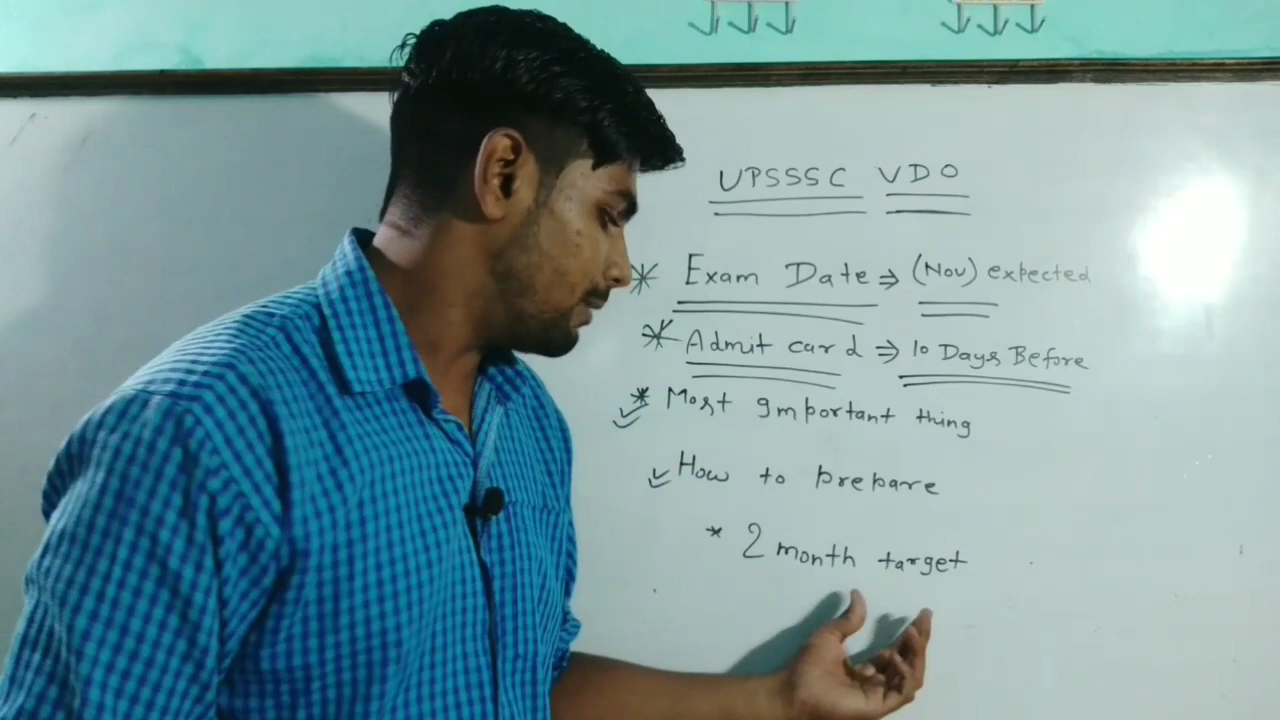 UPSSSC VDO
* Exam Date ⇒ (Nov) expected
* Admit card ⇒ 10 Days Before
* Most Important thing
How to prepare
* 2 month target